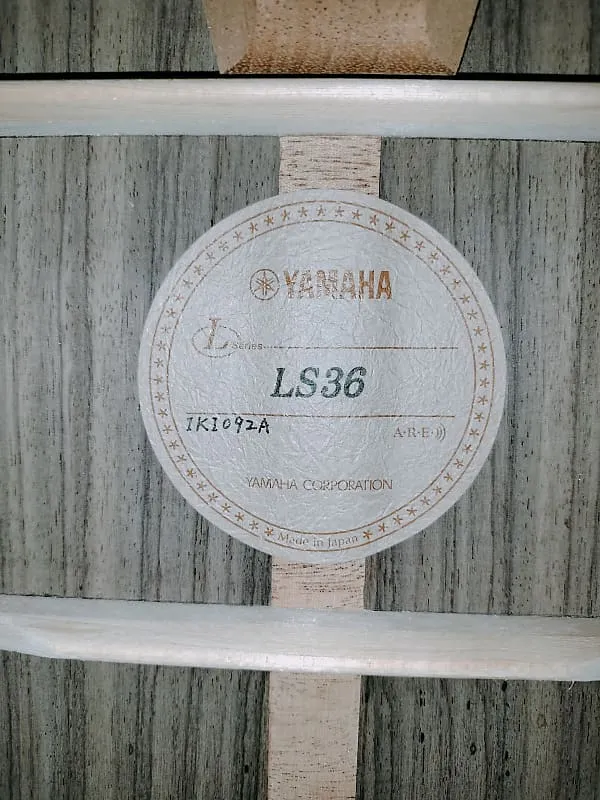 YAMAHA
L Series
LS36
IKI092A A·R·E·)))
YAMAHA CORPORATION
Made in Japan